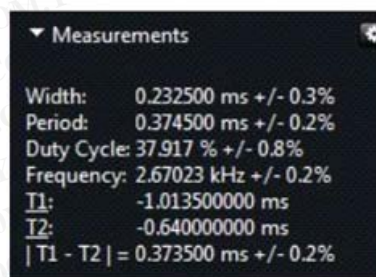 Measurements
Width: 0.232500 ms +/- 0.3%
Period: 0.374500 ms +/- 0.2%
Duty Cycle: 37.917 % +/- 0.8%
Frequency: 2.67023 kHz +/- 0.2%
T1: -1.013500000 ms
T2: -0.640000000 ms
| T1 - T2 | = 0.373500 ms +/- 0.2%